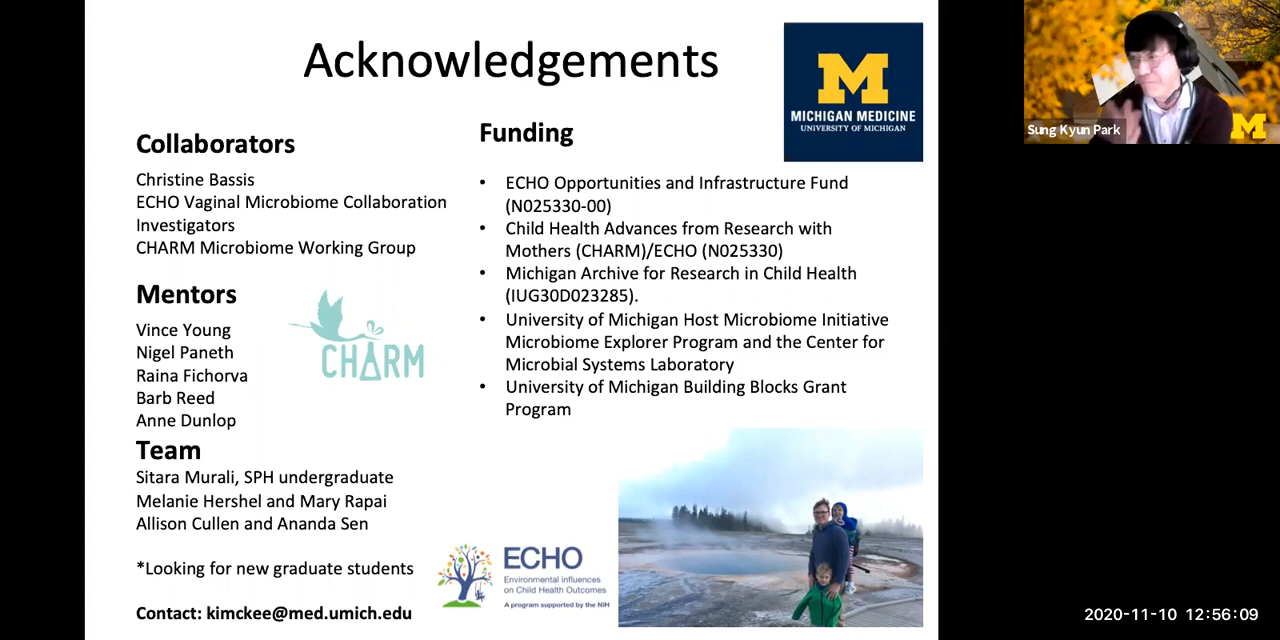 Acknowledgements
M
MICHIGAN MEDICINE
UNIVERSITY OF MICHIGAN
Collaborators
Christine Bassis
ECHO Vaginal Microbiome Collaboration
Investigators
CHARM Microbiome Working Group
Mentors
Vince Young
Nigel Paneth
Raina Fichorva
Barb Reed
Anne Dunlop
CHARM
Team
Sitara Murali, SPH undergraduate
Melanie Hershel and Mary Rapai
Allison Cullen and Ananda Sen
*Looking for new graduate students
Contact: kimckee@med.umich.edu
Funding
• ECHO Opportunities and Infrastructure Fund
(N025330-00)
• Child Health Advances from Research with
Mothers (CHARM)/ECHO (N025330)
• Michigan Archive for Research in Child Health
(IUG30D023285).
• University of Michigan Host Microbiome Initiative
Microbiome Explorer Program and the Center for
Microbial Systems Laboratory
• University of Michigan Building Blocks Grant
Program
ECHO
Environmental influences
on Child Health Outcomes
A program supported by the NIH
Sung Kyun Park
M
2020-11-10 12:56:09